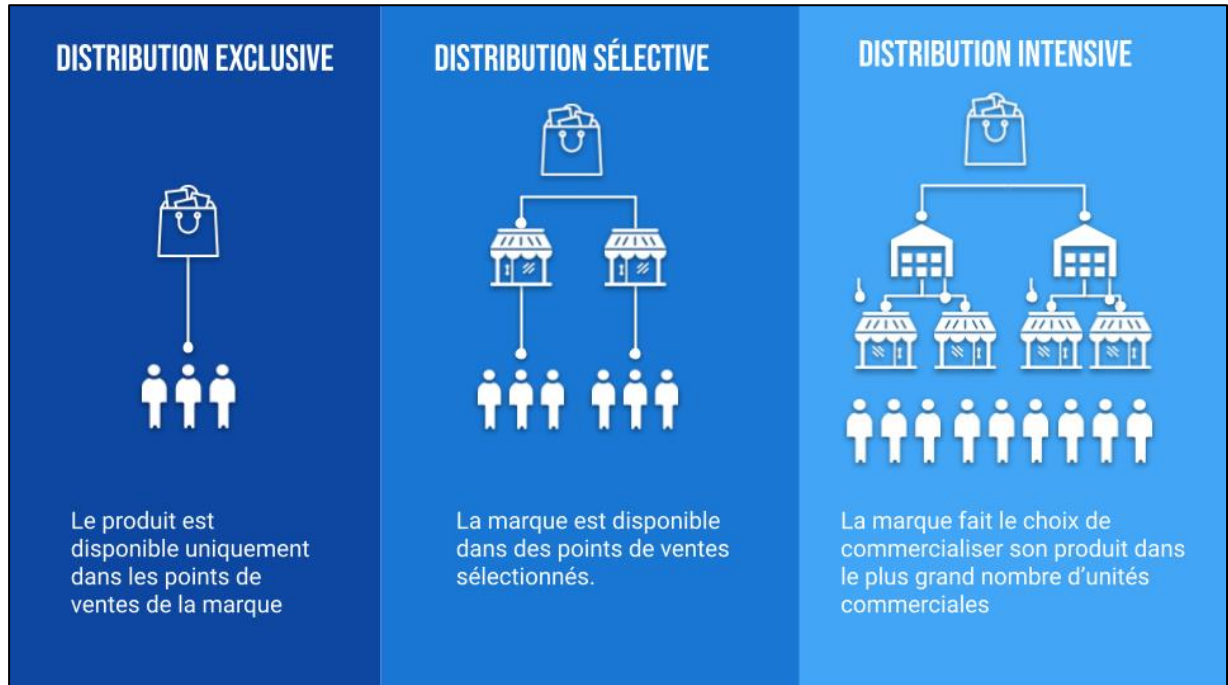 DISTRIBUTION EXCLUSIVE
Le produit est
disponible uniquement
dans les points de
ventes de la marque
DISTRIBUTION SÉLECTIVE
La marque est disponible
dans des points de ventes
sélectionnés.
DISTRIBUTION INTENSIVE
La marque fait le choix de
commercialiser son produit dans
le plus grand nombre d’unités
commerciales